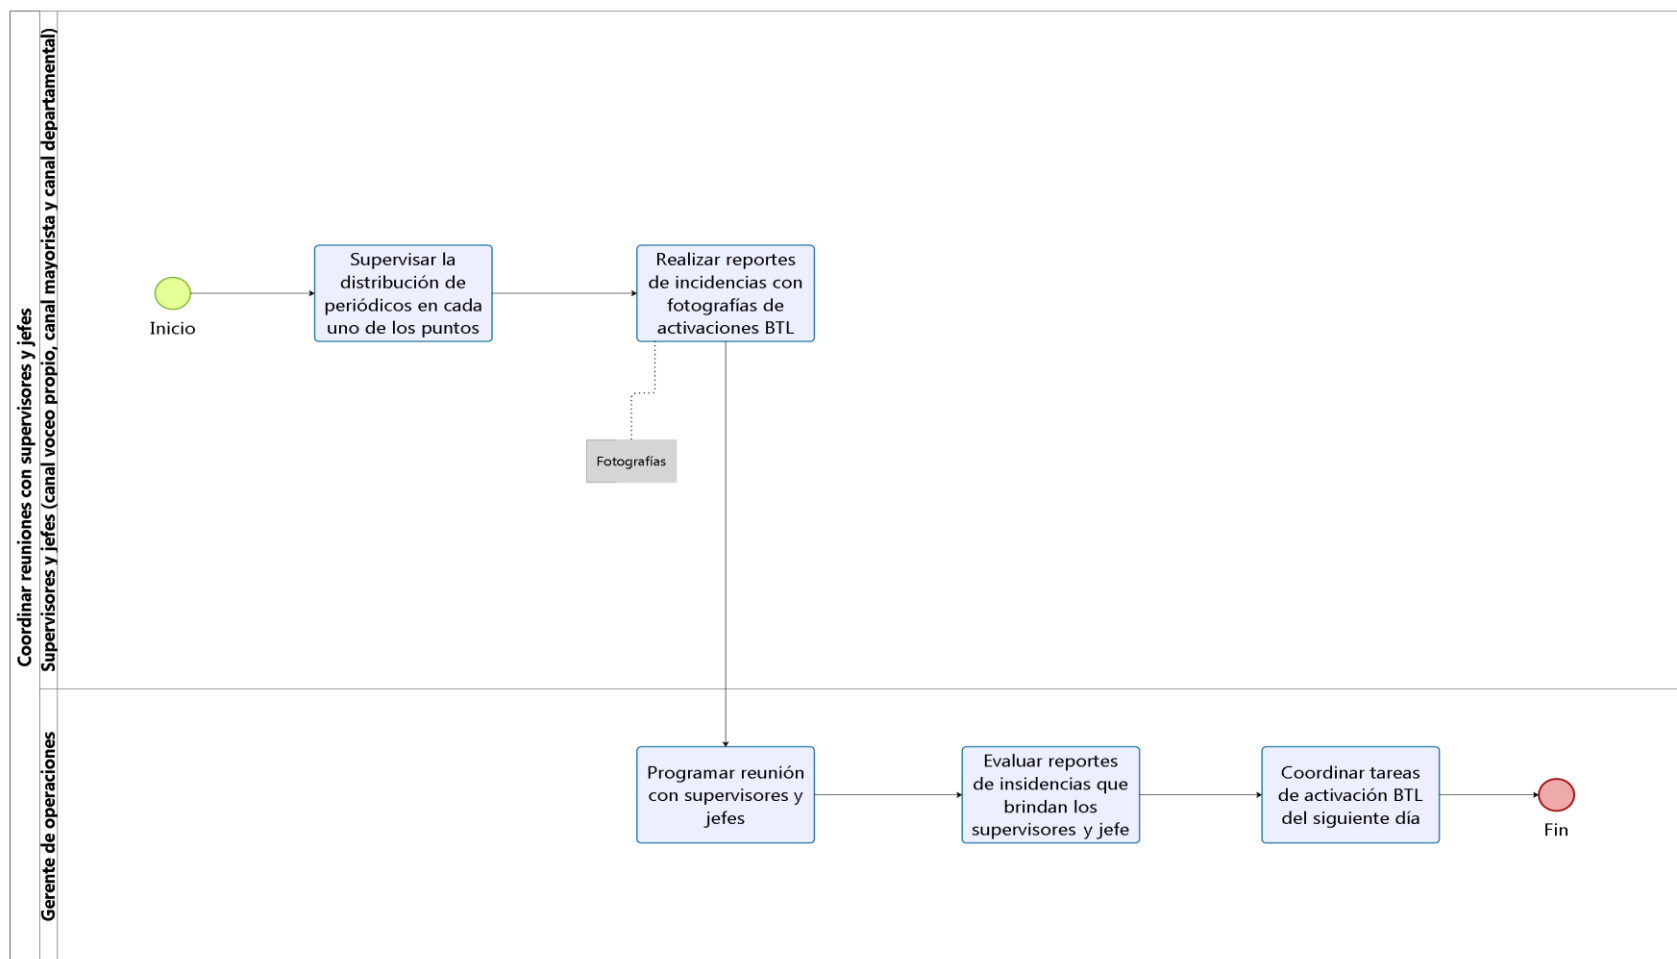 Coordinar reuniones con supervisores y jefes
Supervisores y jefes (canal voceo propio, canal mayorista y canal departamental)
Inicio
Supervisar la
distribución de
periódicos en cada
uno de los puntos
Realizar reportes
de incidencias con
fotografías de
activaciones BTL
Fotografías
Gerente de operaciones
Programar reunión
con supervisores y
jefes
Evaluar reportes
de insidencias que
brindan los
supervisores y jefe
Coordinar tareas
de activación BTL
del siguiente día
Fin